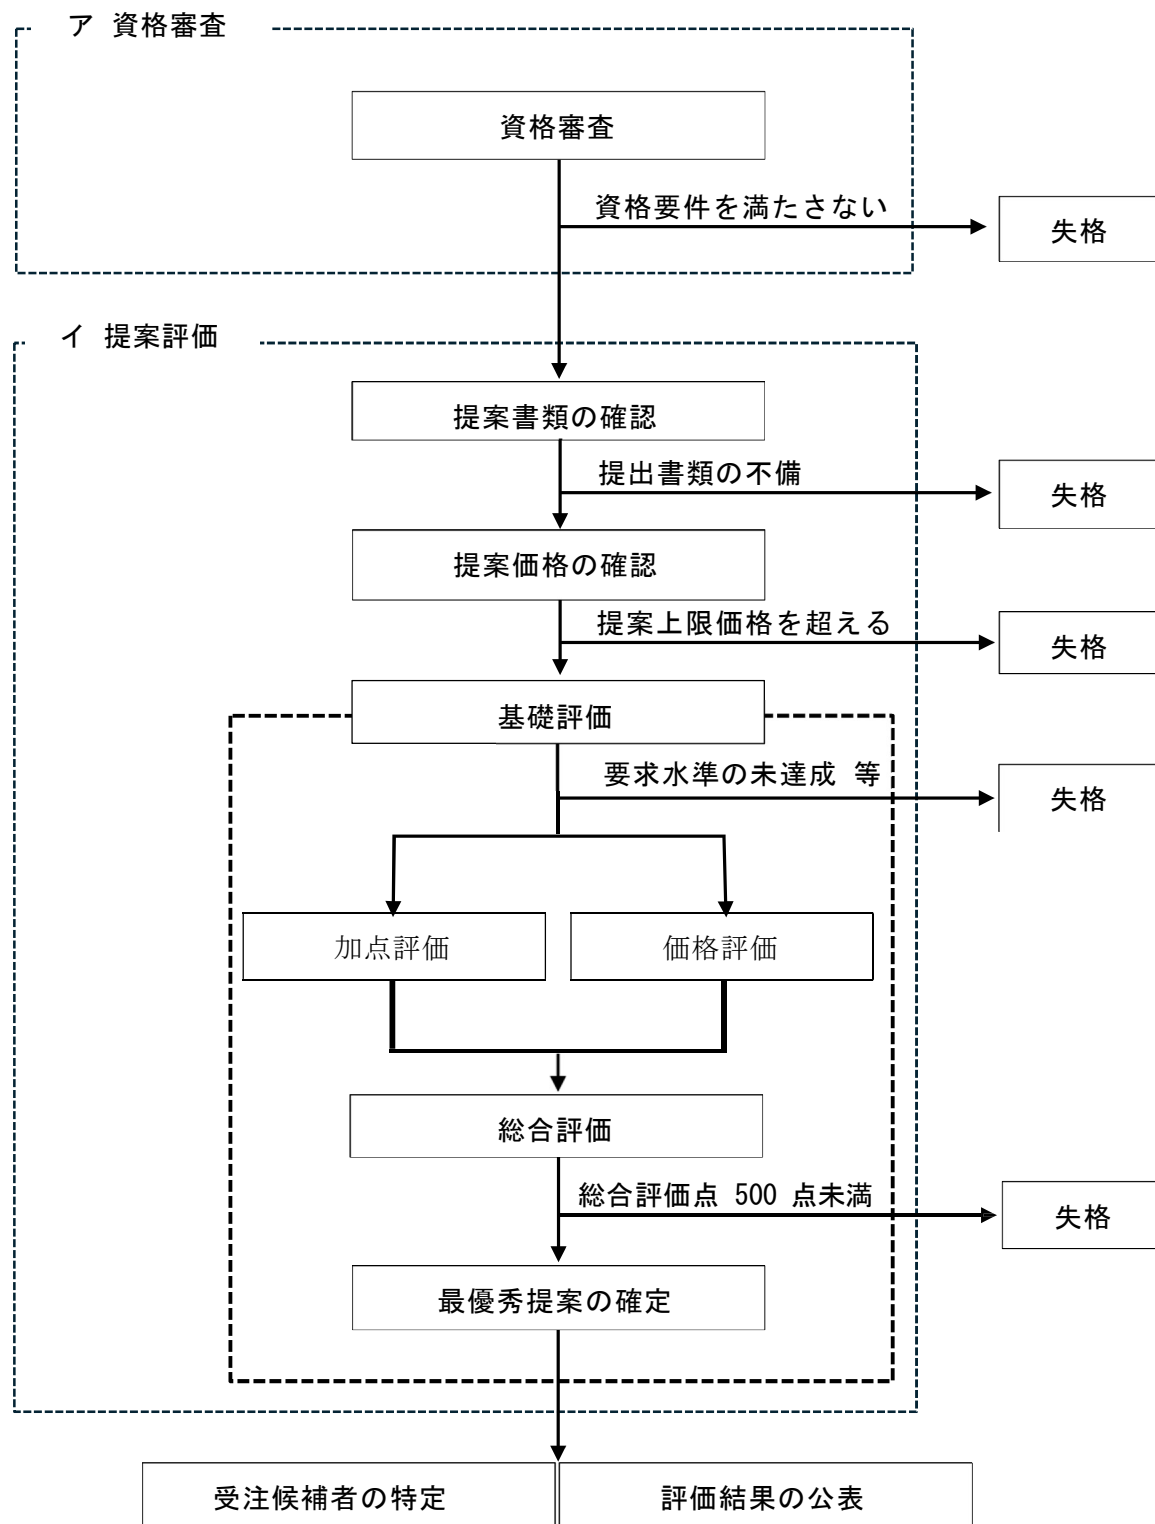 ア 資格審査
資格審査
資格要件を満たさない
失格
イ 提案評価
提案書類の確認
提出書類の不備
失格
提案価格の確認
提案上限価格を超える
失格
基礎評価
要求水準の未達成 等
失格
加点評価
価格評価
総合評価
総合評価点 500 点未満
失格
最優秀提案の確定
受注候補者の特定
評価結果の公表